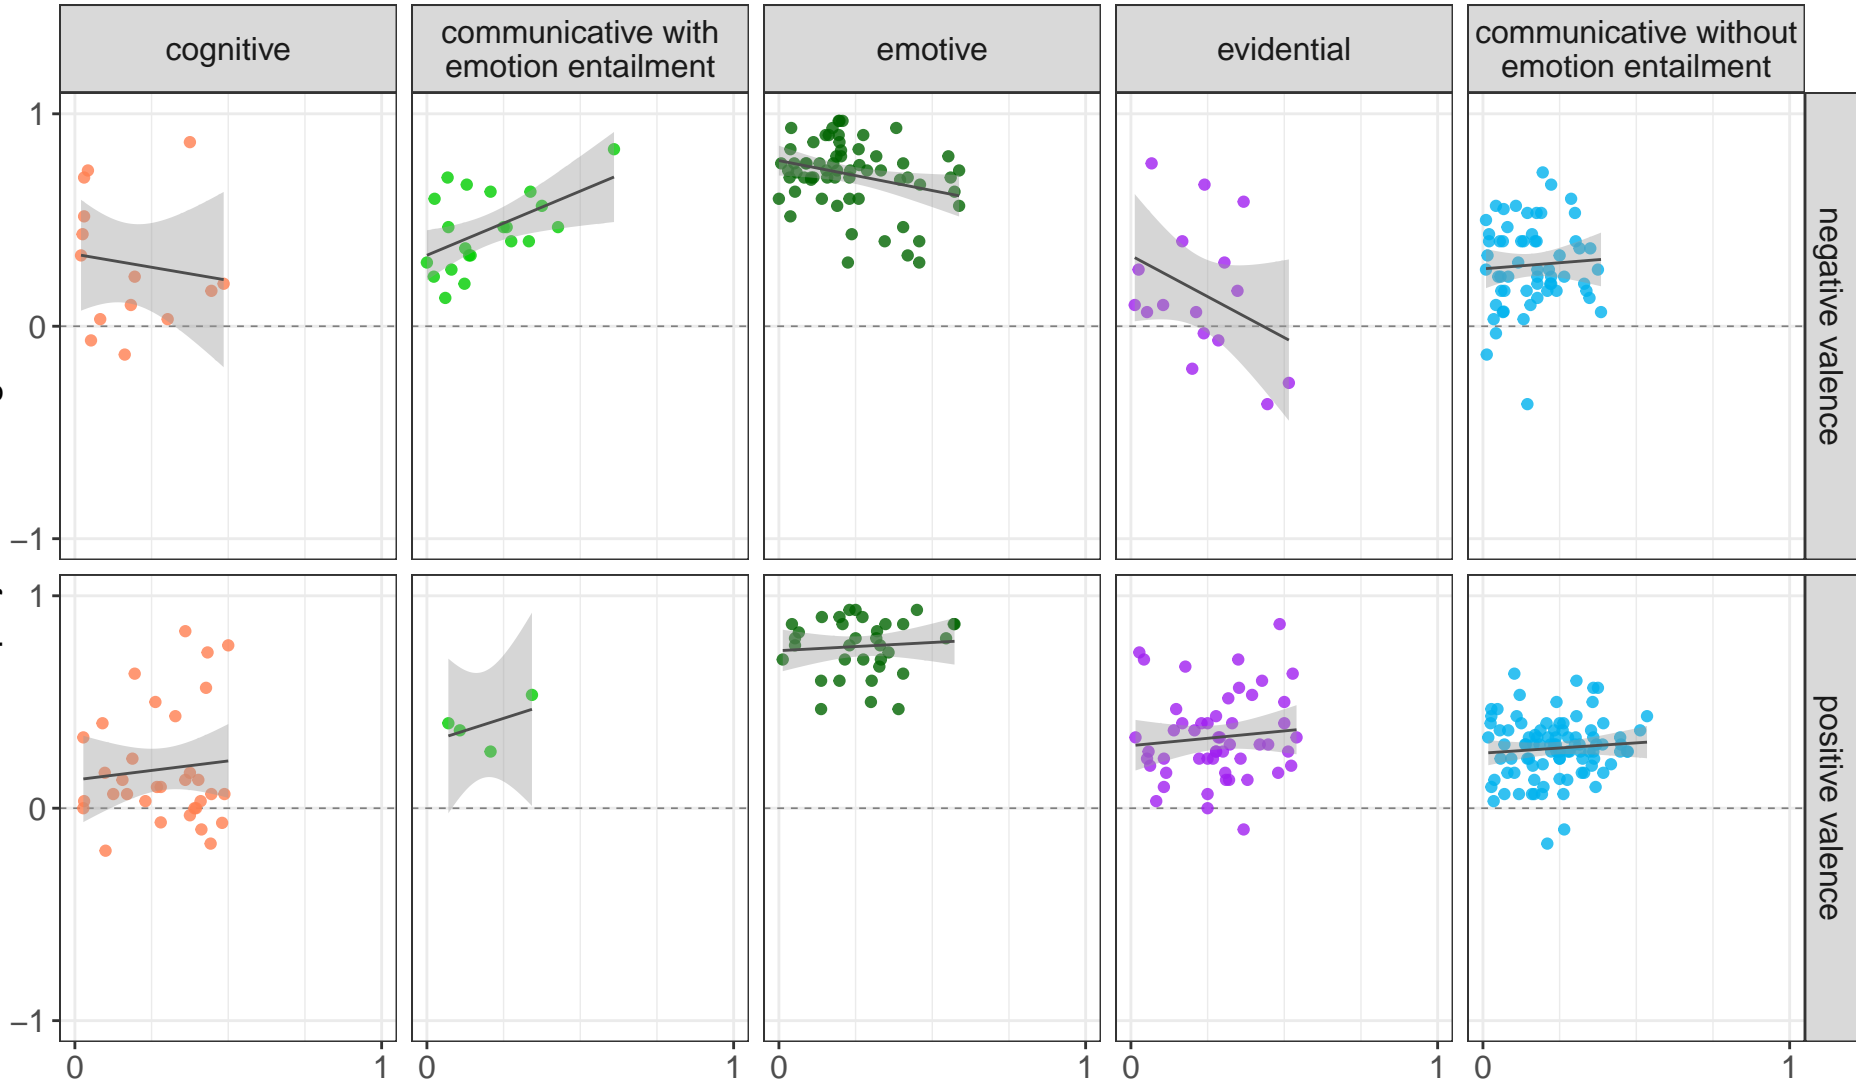 cognitive
communicative with
emotion entailment
emotive
evidential
communicative without
emotion entailment
1
0
−1
negative valence
1
0
−1
positive valence
0 1 0 1 0 1 0 1 0 1